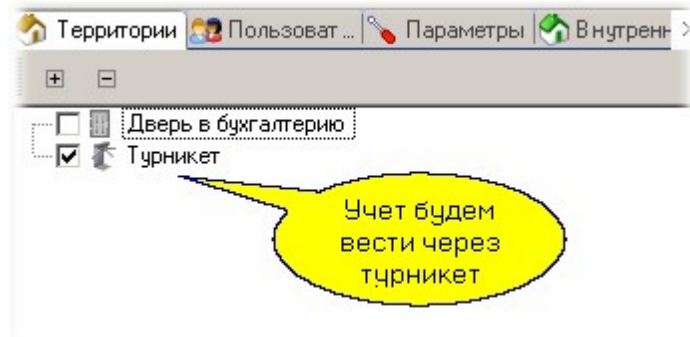 Территории Пользоват ... Параметры Внутренн
Дверь в бухгалтерию
Турникет
Учет будем
вести через
турникет